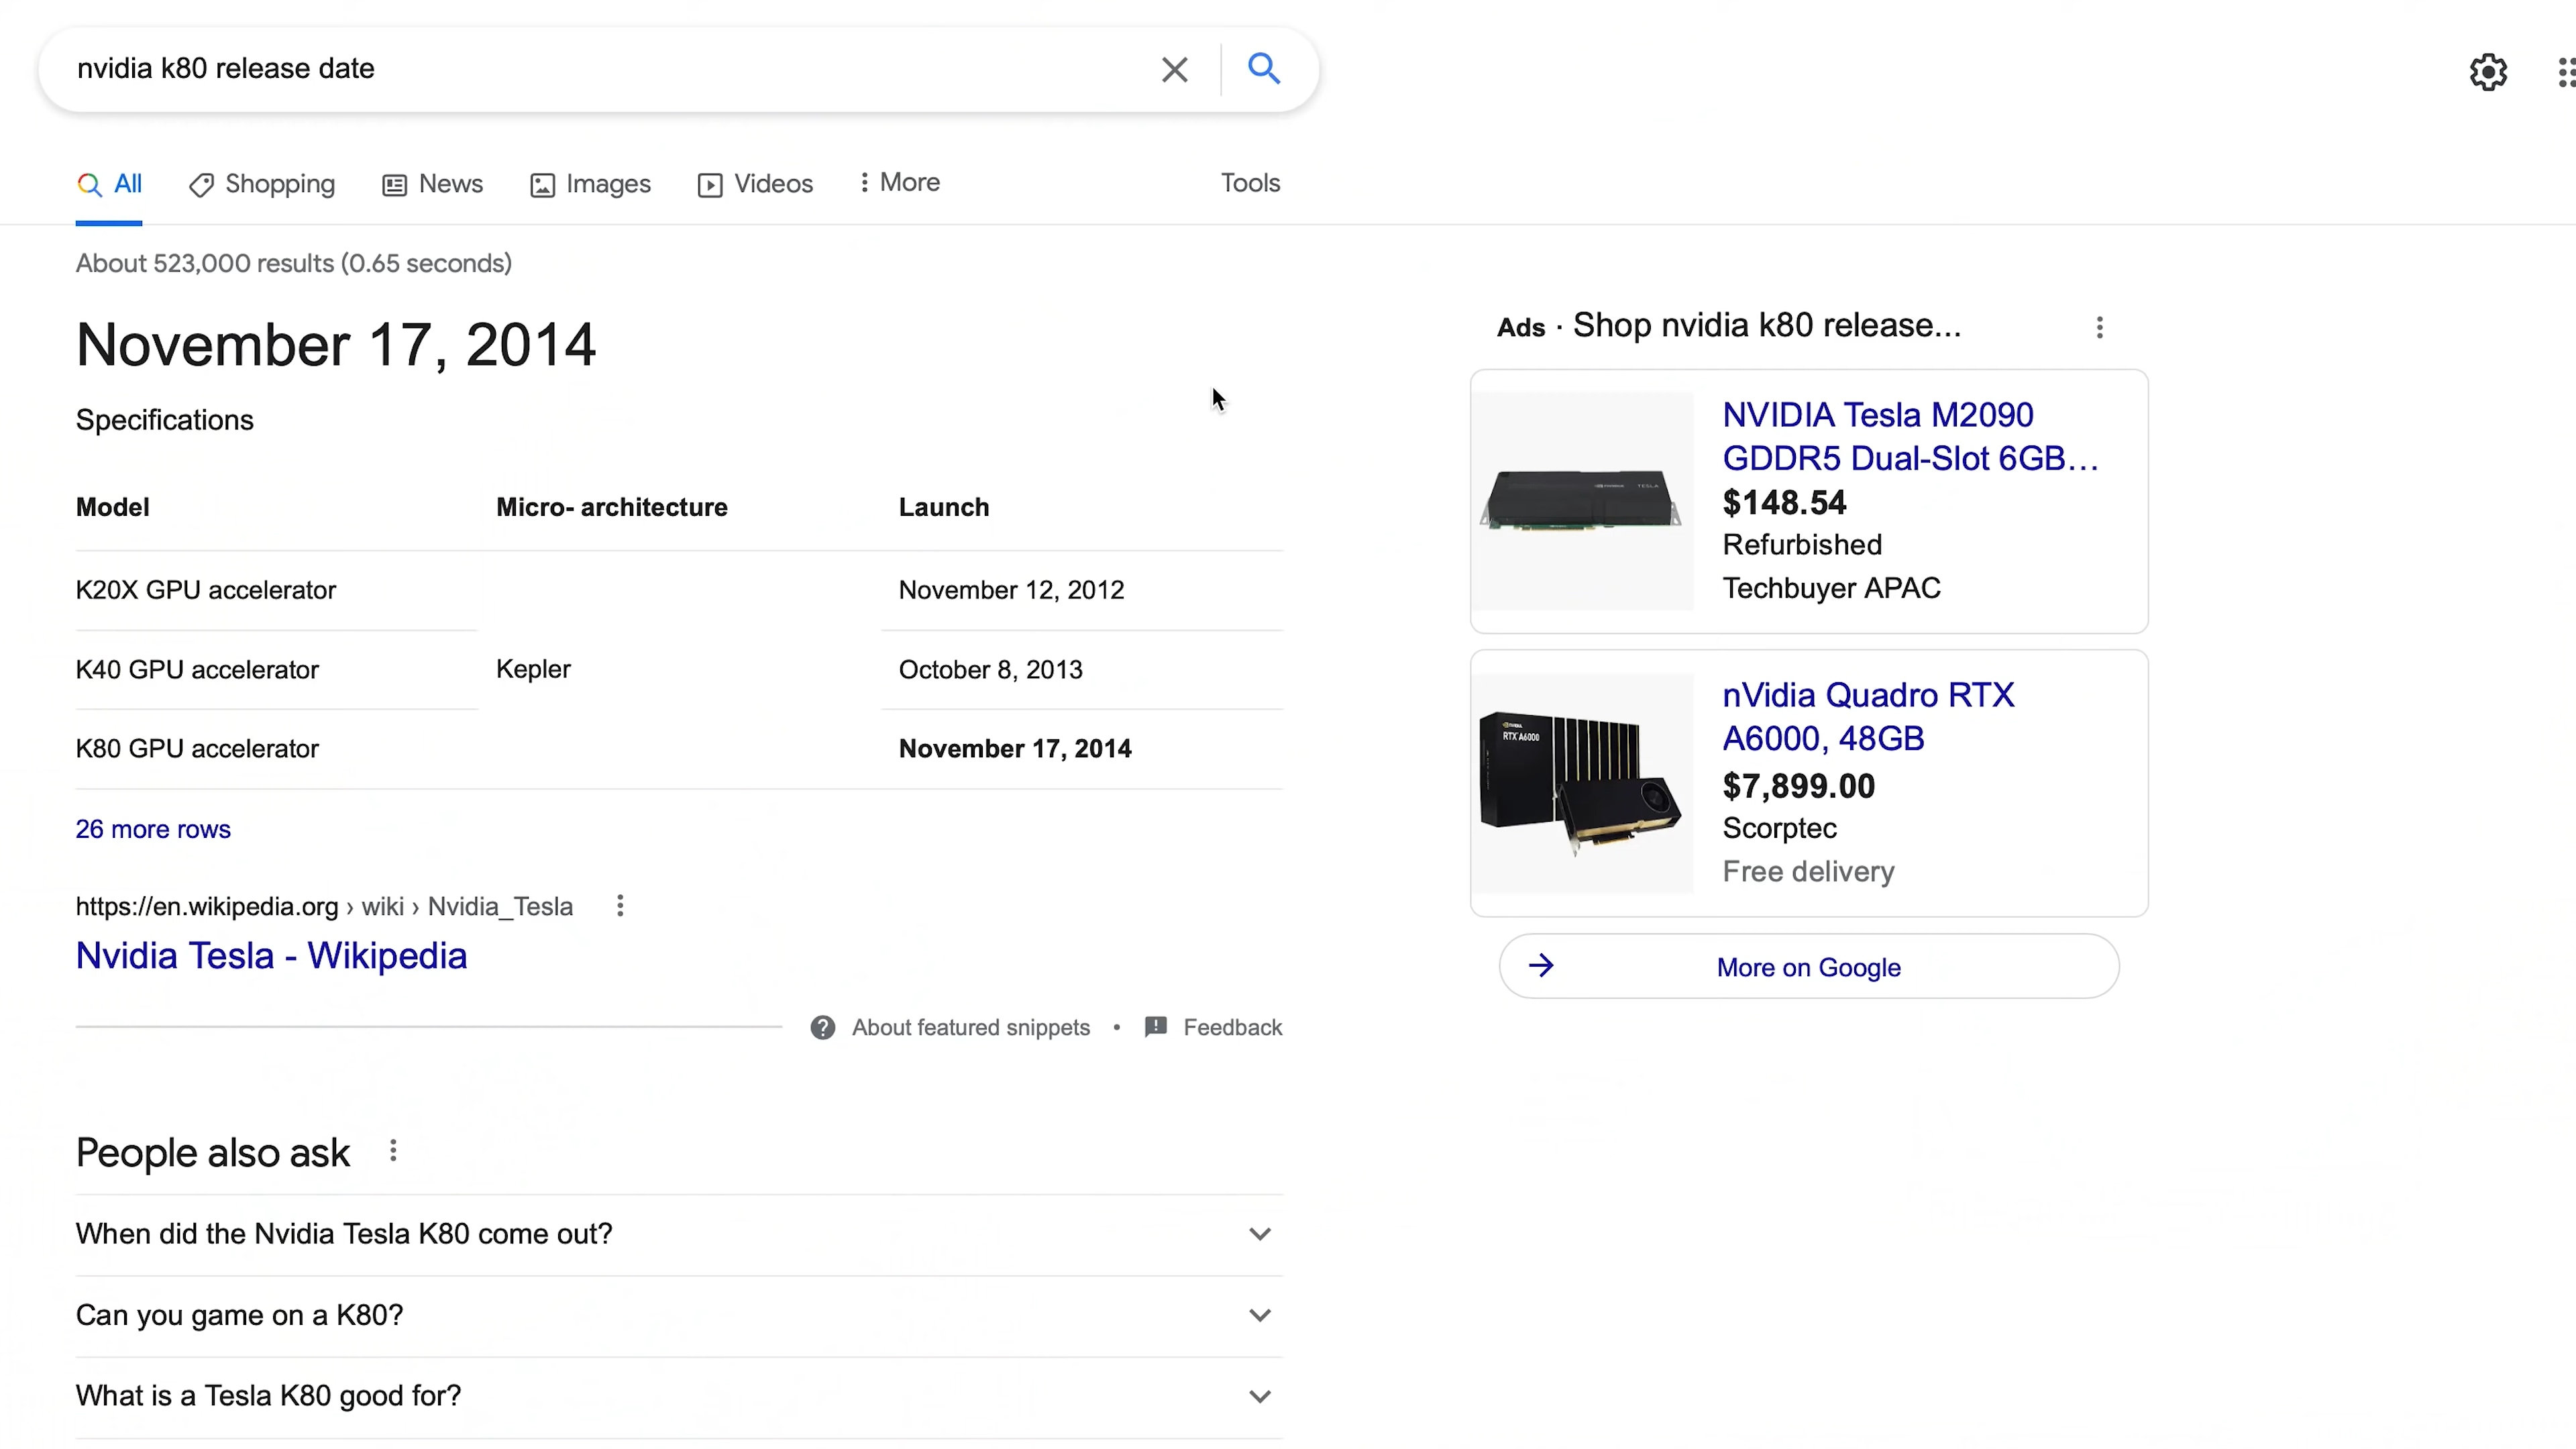 nvidia k80 release date
All
Shopping
News
Images
Videos
More
Tools
About 523,000 results (0.65 seconds)
November 17, 2014
Specifications
Model Micro- architecture Launch
K20X GPU accelerator November 12, 2012
K40 GPU accelerator Kepler October 8, 2013
K80 GPU accelerator November 17, 2014
26 more rows
https://en.wikipedia.org › wiki › Nvidia_Tesla
Nvidia Tesla - Wikipedia
About featured snippets • Feedback
People also ask
When did the Nvidia Tesla K80 come out?
Can you game on a K80?
What is a Tesla K80 good for?
Ads · Shop nvidia k80 release...
NVIDIA Tesla M2090
GDDR5 Dual-Slot 6GB...
$148.54
Refurbished
Techbuyer APAC
NVIDIA
TESLA
nVidia Quadro RTX
A6000, 48GB
$7,899.00
Scorptec
Free delivery
NVIDIA
RTX A6000
More on Google